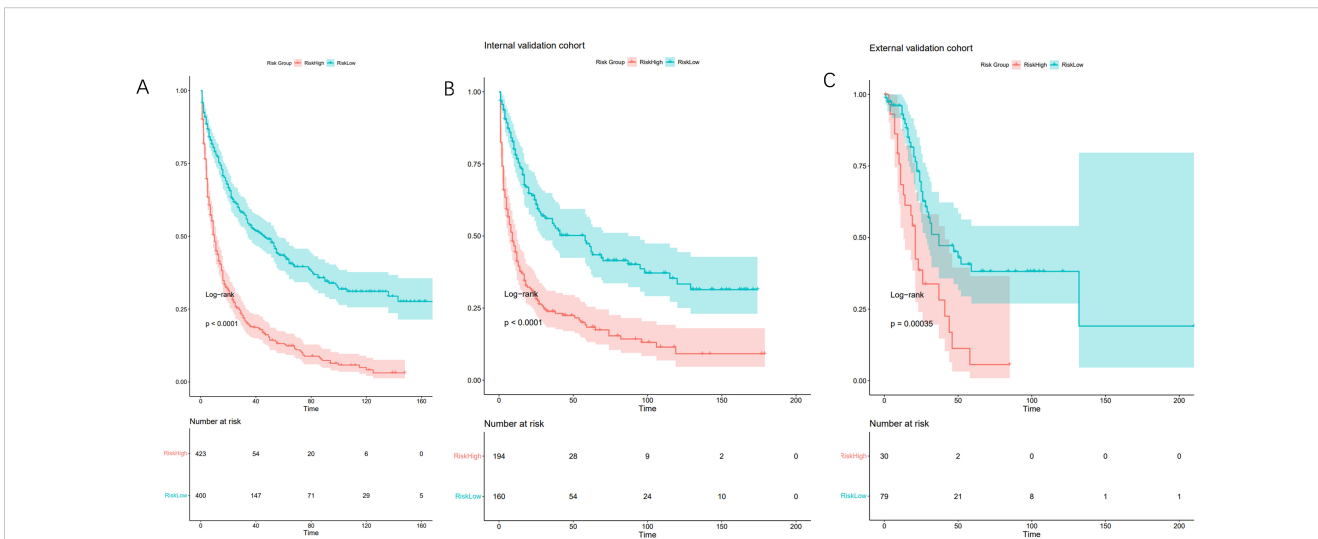 A
Risk Group RiskHigh RiskLow
1.00
0.75
0.50
0.25
0.00
Log-rank
p < 0.0001
0 40 80 120 160
Time
Number at risk
RiskHigh 423 54 20 6 0
RiskLow 400 147 71 29 5
0 40 80 120 160
Time
B
Internal validation cohort
Risk Group RiskHigh RiskLow
1.00
0.75
0.50
0.25
0.00
Log-rank
p < 0.0001
0 50 100 150 200
Time
Number at risk
RiskHigh 194 28 9 2 0
RiskLow 160 54 24 10 0
0 50 100 150 200
Time
C
External validation cohort
Risk Group RiskHigh RiskLow
1.00
0.75
0.50
0.25
0.00
Log-rank
p = 0.00035
0 50 100 150 200
Time
Number at risk
RiskHigh 30 2 0 0 0
RiskLow 79 21 8 1 1
0 50 100 150 200
Time